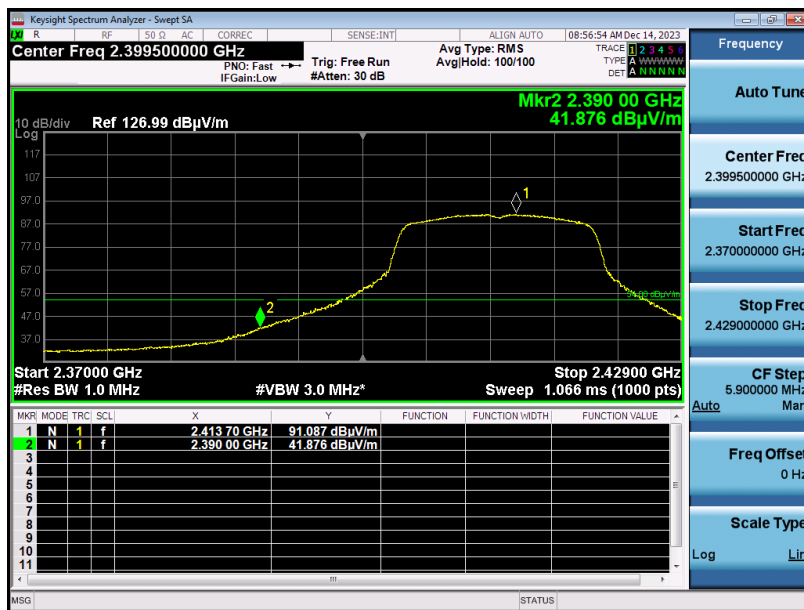 Keysight Spectrum Analyzer - Swept SA
LXI R RF 50 Ω AC CORREC SENSE:INT ALIGN AUTO 08:56:54 AM Dec 14, 2023
Center Freq 2.399500000 GHz
PNO: Fast
IFGain:Low
Trig: Free Run
#Atten: 30 dB
Avg Type: RMS
Avg|Hold: 100/100
TRACE 1 2 3 4 5 6
TYPE A W W W W W
DET A N N N N N
Mkr2 2.390 00 GHz
41.876 dBµV/m
10 dB/div
Log
Ref 126.99 dBµV/m
117
107
97.0
87.0
77.0
67.0
57.0
47.0
37.0
1
2
54.00 dBµV/m
Start 2.37000 GHz Stop 2.42900 GHz
#Res BW 1.0 MHz #VBW 3.0 MHz* Sweep 1.066 ms (1000 pts)
MKR MODE TRC SCL X Y FUNCTION FUNCTION WIDTH FUNCTION VALUE
1 N 1 f 2.413 70 GHz 91.087 dBµV/m
2 N 1 f 2.390 00 GHz 41.876 dBµV/m
3
4
5
6
7
8
9
10
11
MSG STATUS
Frequency
Auto Tune
Center Freq
2.399500000 GHz
Start Freq
2.370000000 GHz
Stop Freq
2.429000000 GHz
CF Step
5.900000 MHz
Auto Man
Freq Offset
0 Hz
Scale Type
Log Lin